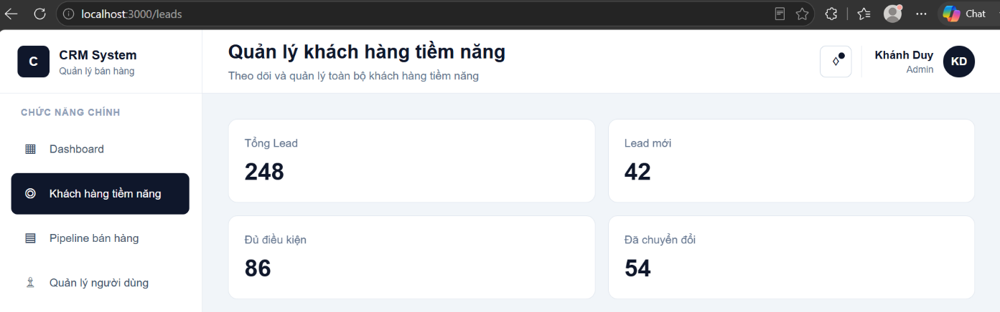 localhost:3000/leads
Chat
C
CRM System
Quản lý bán hàng
CHỨC NĂNG CHÍNH
Dashboard
Khách hàng tiềm năng
Pipeline bán hàng
Quản lý người dùng
Quản lý khách hàng tiềm năng
Theo dõi và quản lý toàn bộ khách hàng tiềm năng
Khánh Duy
Admin
KD
Tổng Lead
248
Lead mới
42
Đủ điều kiện
86
Đã chuyển đổi
54